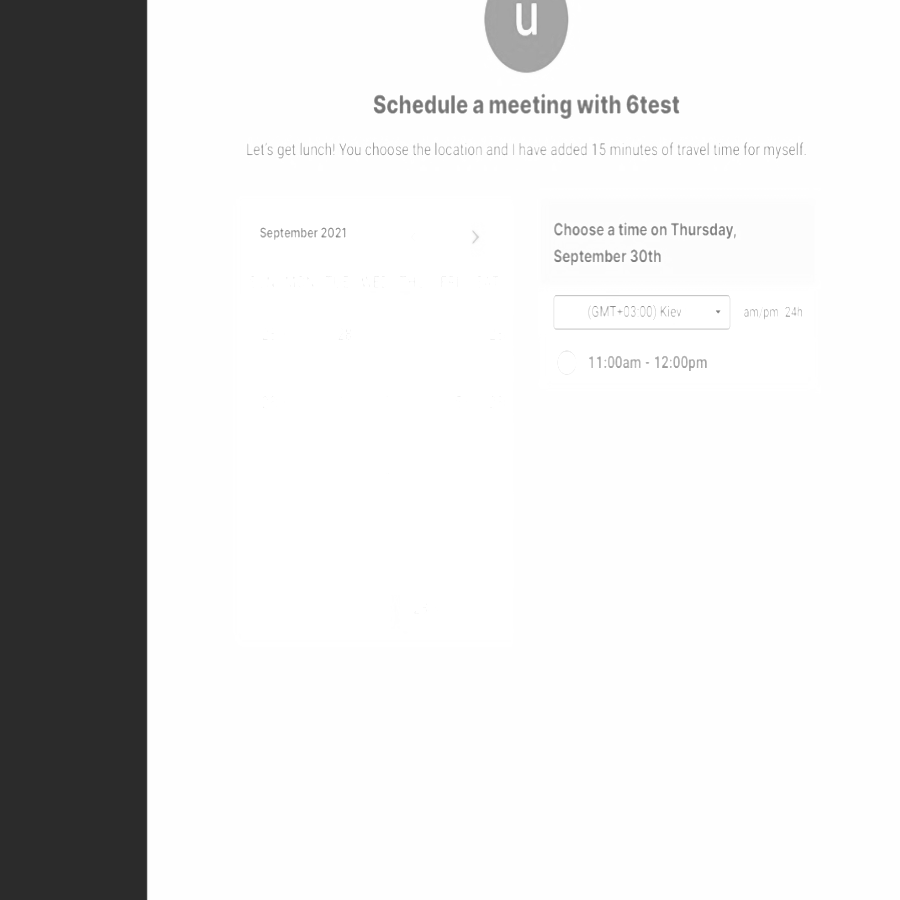 u
Schedule a meeting with 6test
Let's get lunch! You choose the location and I have added 15 minutes of travel time for myself.
September 2021
Choose a time on Thursday,
September 30th
(GMT+03:00) Kiev
am/pm 24h
11:00am - 12:00pm